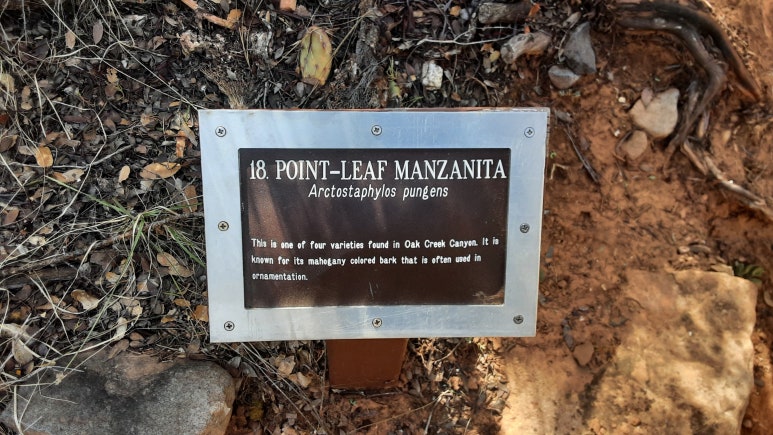 18. POINT-LEAF MANZANITA
Arctostaphylos pungens
This is one of four varieties found in Oak Creek Canyon. It is
known for its mahogany colored bark that is often used in
ornamentation.